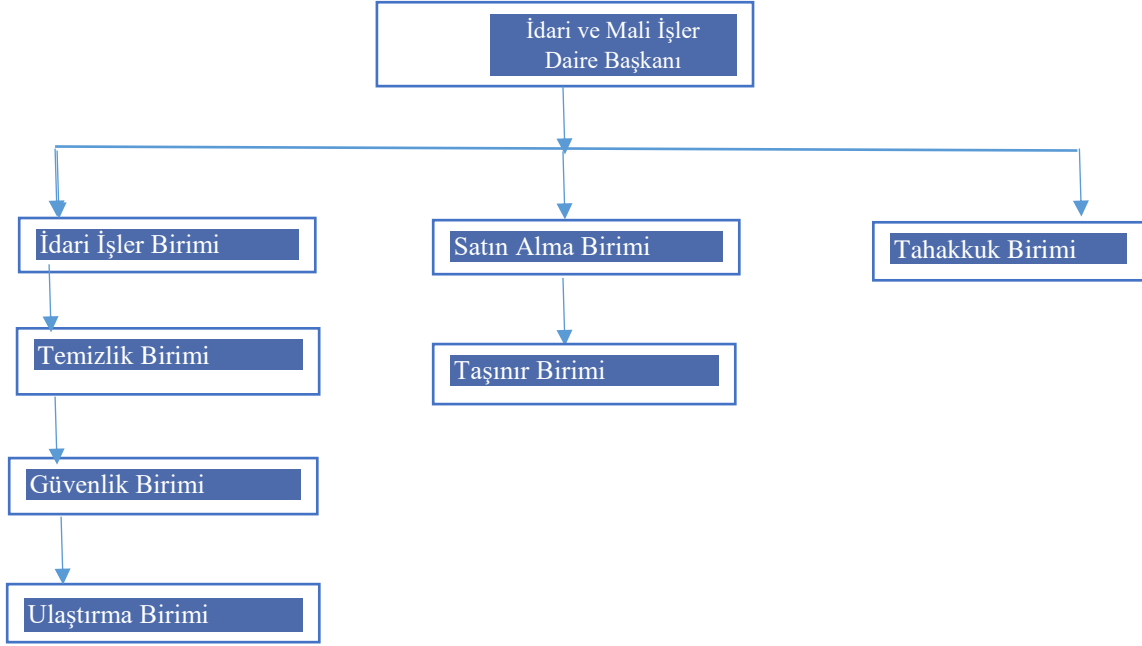 İdari ve Mali İşler
Daire Başkanı
İdari İşler Birimi
Satın Alma Birimi
Tahakkuk Birimi
Temizlik Birimi
Taşınır Birimi
Güvenlik Birimi
Ulaştırma Birimi